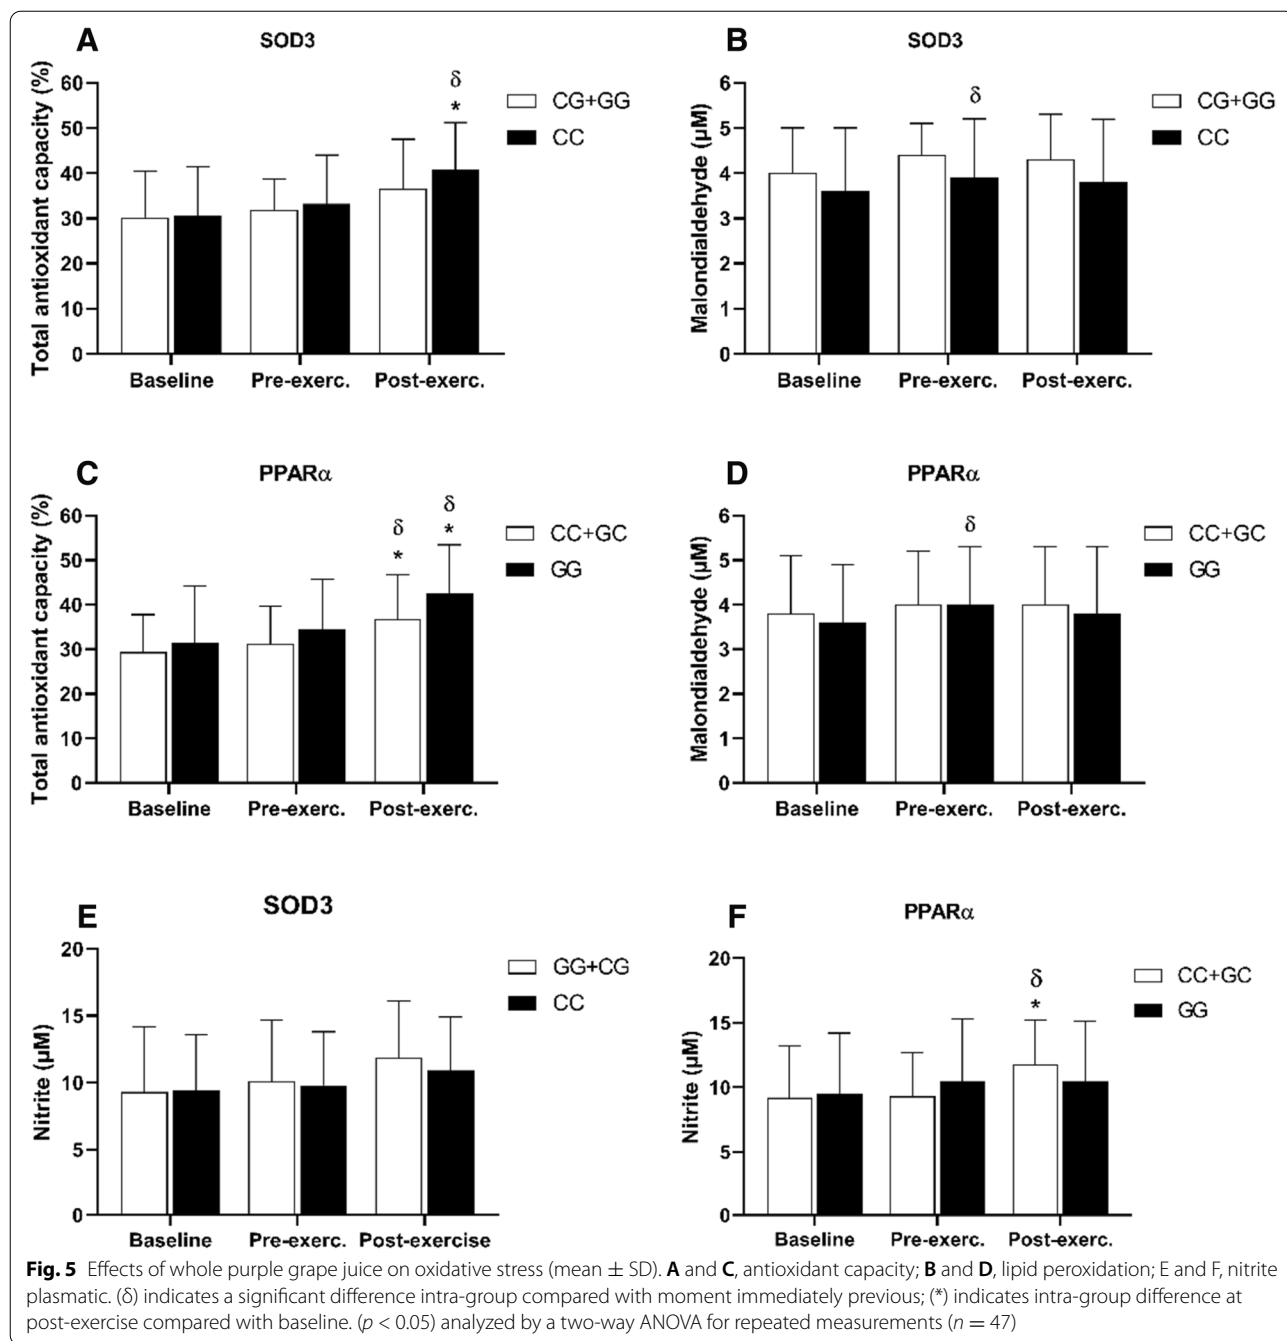 A
SOD3
Total antioxidant capacity (%)
60
50
40
30
20
10
0
δ
*
CG+GG
CC
Baseline
Pre-exerc.
Post-exerc.
B
SOD3
Malondialdehyde (µM)
6
5
4
3
2
1
0
δ
CG+GG
CC
Baseline
Pre-exerc.
Post-exerc.
C
PPARα
Total antioxidant capacity (%)
60
50
40
30
20
10
0
δ
*
δ
*
CC+GC
GG
Baseline
Pre-exerc.
Post-exerc.
D
PPARα
Malondialdehyde (µM)
6
5
4
3
2
1
0
δ
CC+GC
GG
Baseline
Pre-exerc.
Post-exerc.
E
SOD3
Nitrite (µM)
20
15
10
5
0
GG+CG
CC
Baseline
Pre-exerc.
Post-exercise
F
PPARα
Nitrite (µM)
20
15
10
5
0
δ
*
CC+GC
GG
Baseline
Pre-exerc.
Post-exerc.
Fig. 5 Effects of whole purple grape juice on oxidative stress (mean ± SD). A and C, antioxidant capacity; B and D, lipid peroxidation; E and F, nitrite
plasmatic. (δ) indicates a significant difference intra-group compared with moment immediately previous; (*) indicates intra-group difference at
post-exercise compared with baseline. (p < 0.05) analyzed by a two-way ANOVA for repeated measurements (n = 47)